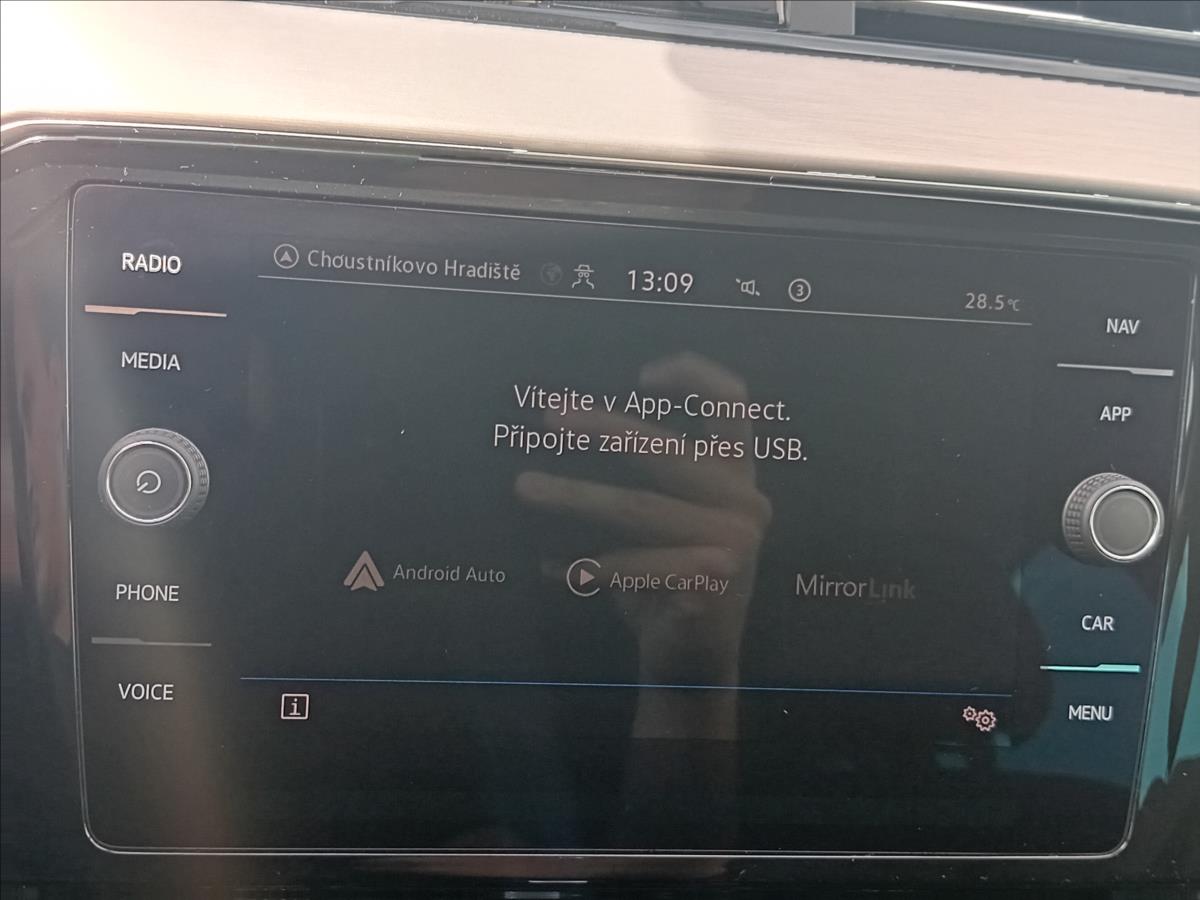 RADIO
MEDIA
PHONE
VOICE
Choustníkovo Hradiště 13:09 3 28.5°C
Vítejte v App-Connect.
Připojte zařízení přes USB.
Android Auto Apple CarPlay MirrorLink
i
NAV
APP
CAR
MENU